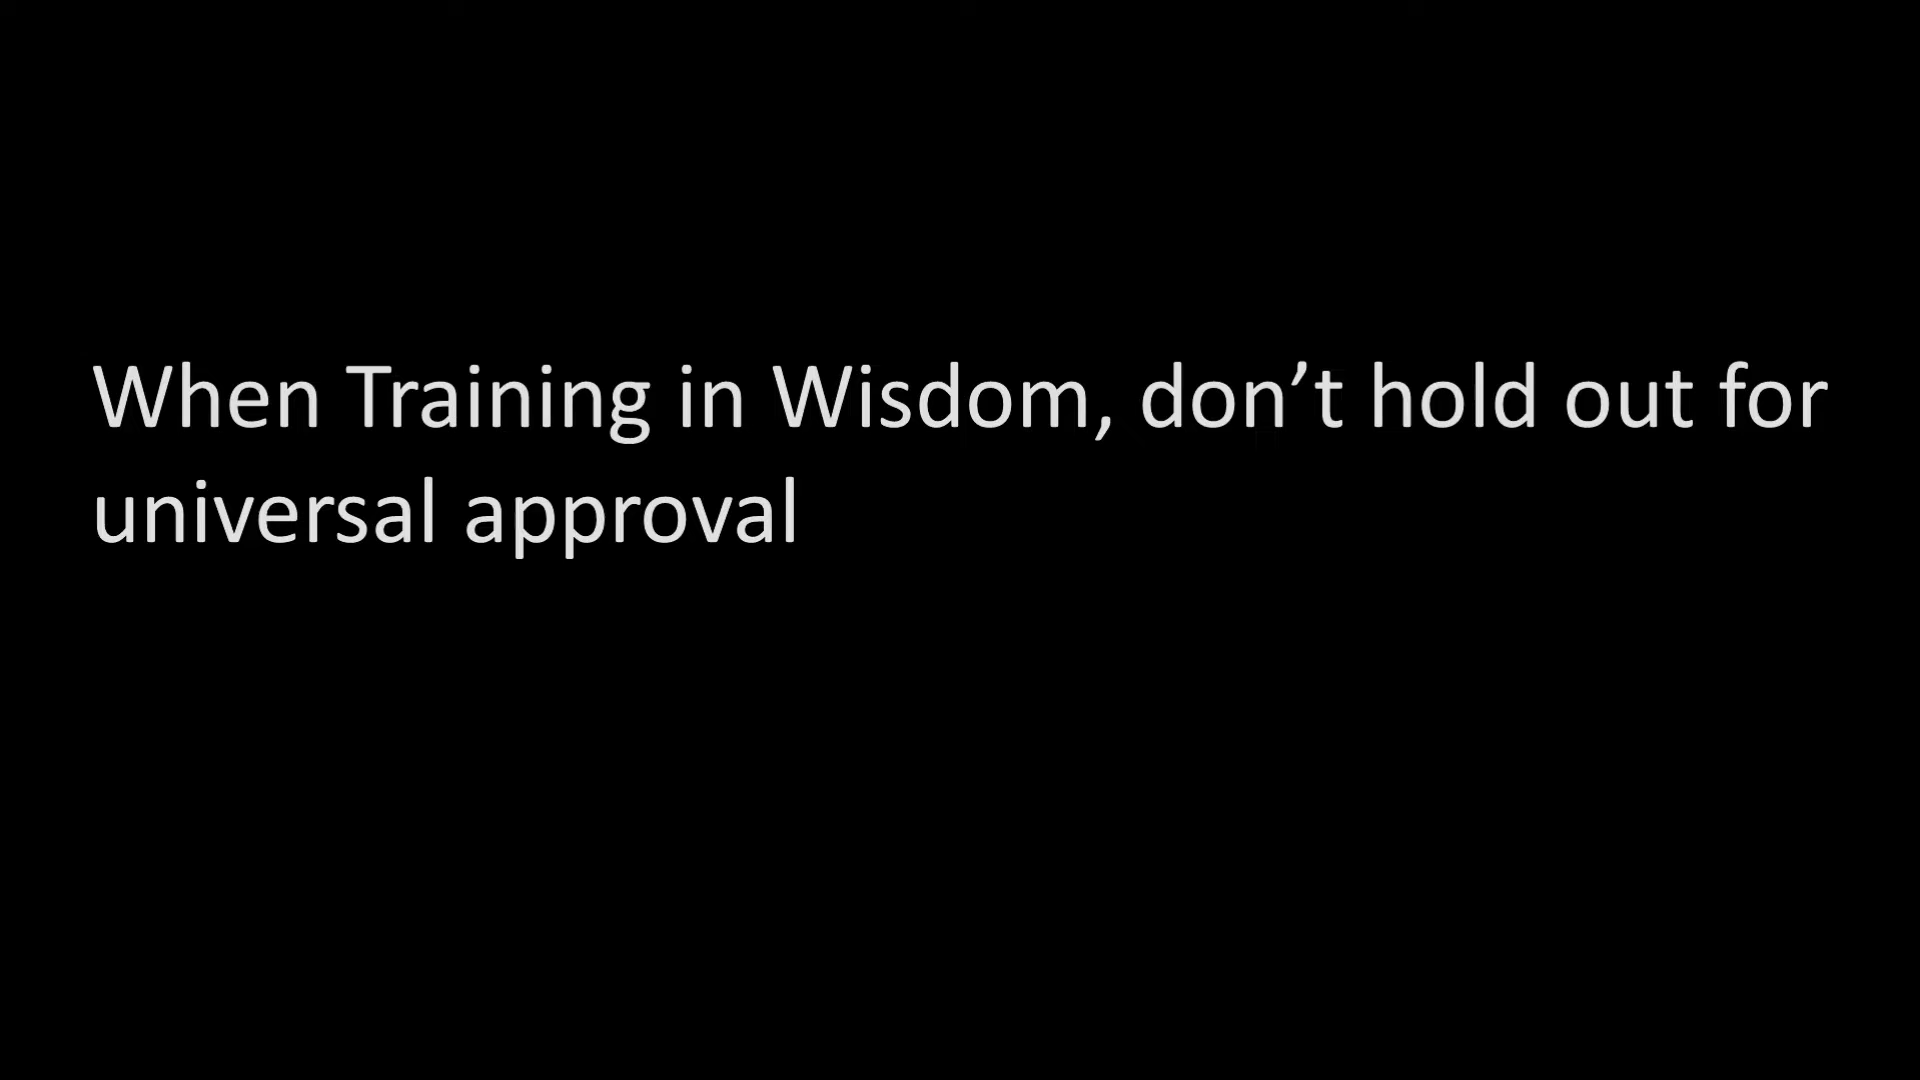 When Training in Wisdom, don’t hold out for
universal approval